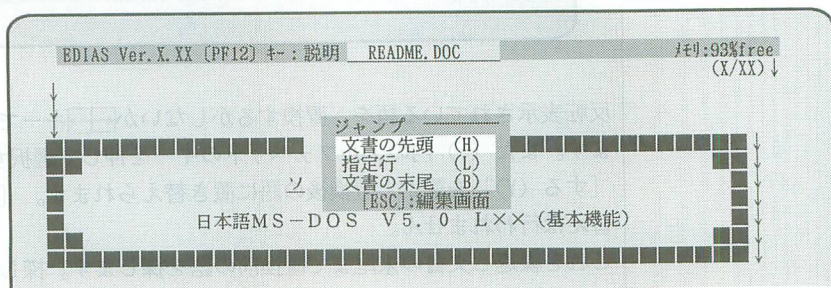 EDIAS Ver.X.XX (PF12) キー：説明 README.DOC ﾒﾓﾘ:93%free
(X/XX)↓
ジャンプ
文書の先頭 (H)
指定行 (L)
ソ
文書の末尾 (B)
[ESC]:編集画面
日本語MS－DOS V5.0 L××（基本機能）